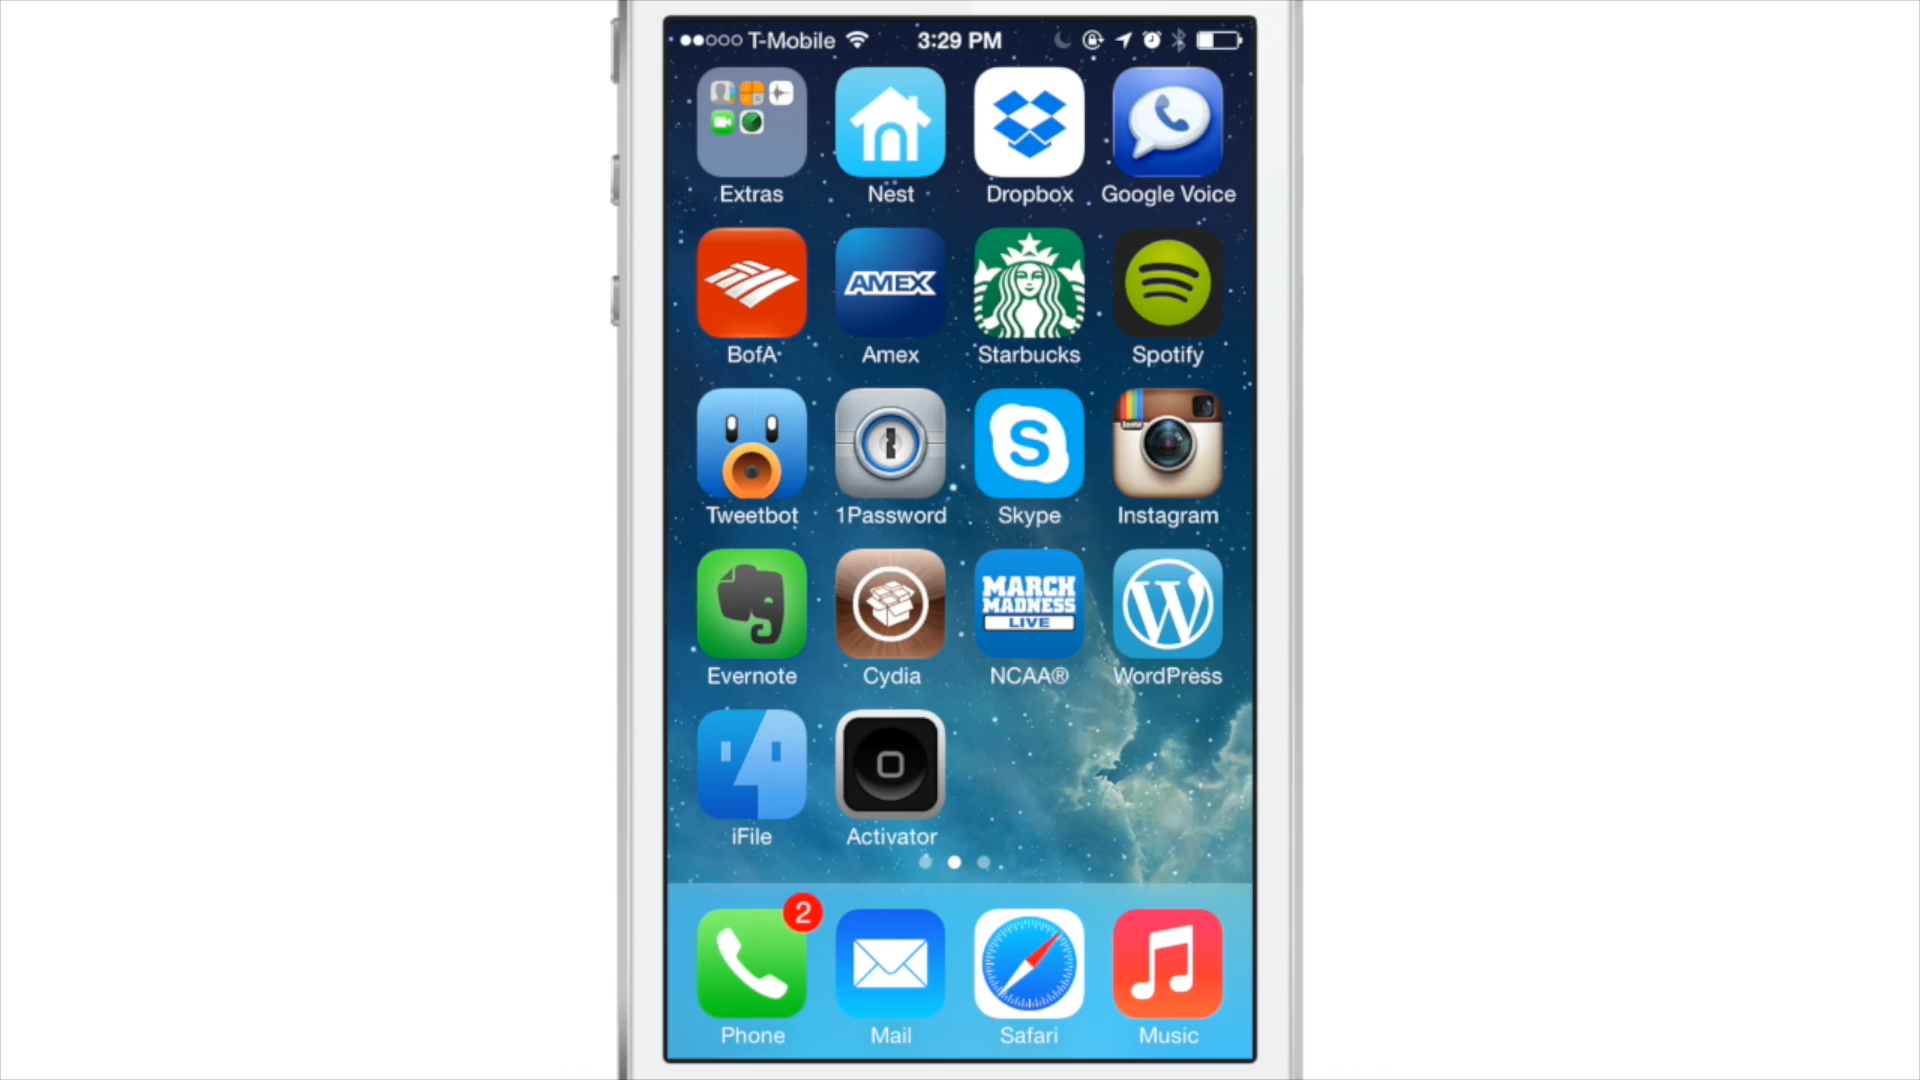 T-Mobile 3:29 PM
Extras Nest Dropbox Google Voice
AMEX
BofA Amex Starbucks Spotify
Insta
Tweetbot 1Password Skype Instagram
MARCH
MADNESS
LIVE
Evernote Cydia NCAA® WordPress
iFile Activator
2
Phone Mail Safari Music